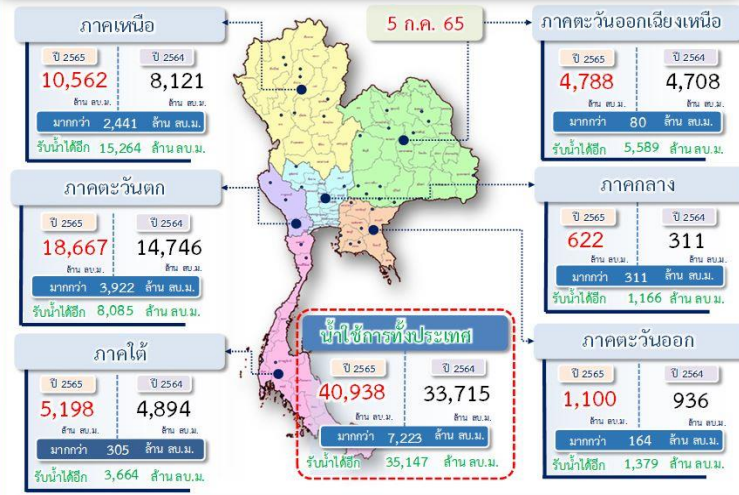 ภาคเหนือ
ปี 2565 ปี 2564
10,562 8,121
ล้าน ลบ.ม. ล้าน ลบ.ม.
มากกว่า 2,441 ล้าน ลบ.ม.
รับน้ำได้อีก 15,264 ล้าน ลบ.ม.
5 ก.ค. 65
ภาคตะวันออกเฉียงเหนือ
ปี 2565 ปี 2564
4,788 4,708
ล้าน ลบ.ม. ล้าน ลบ.ม.
มากกว่า 80 ล้าน ลบ.ม.
รับน้ำได้อีก 5,589 ล้าน ลบ.ม.
ภาคตะวันตก
ปี 2565 ปี 2564
18,667 14,746
ล้าน ลบ.ม. ล้าน ลบ.ม.
มากกว่า 3,922 ล้าน ลบ.ม.
รับน้ำได้อีก 8,085 ล้าน ลบ.ม.
ภาคกลาง
ปี 2565 ปี 2564
622 311
ล้าน ลบ.ม. ล้าน ลบ.ม.
มากกว่า 311 ล้าน ลบ.ม.
รับน้ำได้อีก 1,166 ล้าน ลบ.ม.
ภาคใต้
ปี 2565 ปี 2564
5,198 4,894
ล้าน ลบ.ม. ล้าน ลบ.ม.
มากกว่า 305 ล้าน ลบ.ม.
รับน้ำได้อีก 3,664 ล้าน ลบ.ม.
น้ำใช้การทั้งประเทศ
ปี 2565 ปี 2564
40,938 33,715
ล้าน ลบ.ม. ล้าน ลบ.ม.
มากกว่า 7,223 ล้าน ลบ.ม.
รับน้ำได้อีก 35,147 ล้าน ลบ.ม.
ภาคตะวันออก
ปี 2565 ปี 2564
1,100 936
ล้าน ลบ.ม. ล้าน ลบ.ม.
มากกว่า 164 ล้าน ลบ.ม.
รับน้ำได้อีก 1,379 ล้าน ลบ.ม.